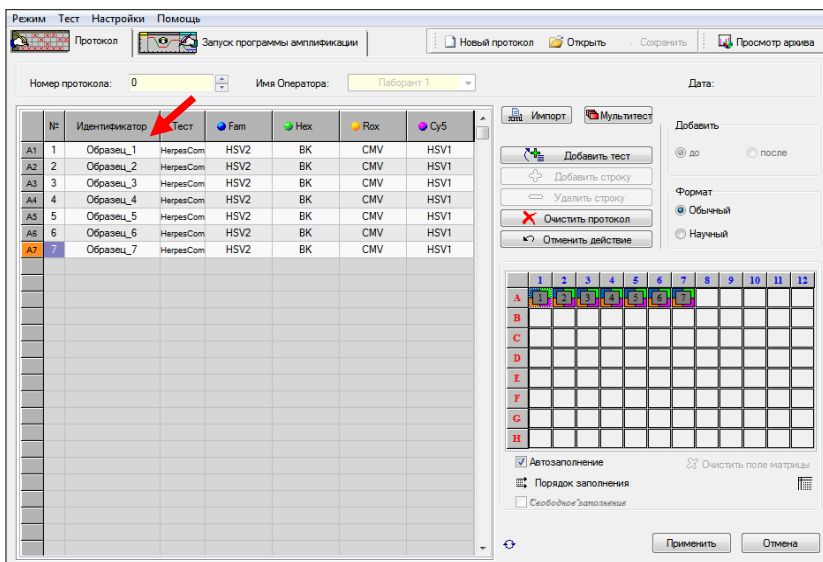 Режим Тест Настройки Помощь
Протокол Запуск программы амплификации Новый протокол Открыть Сохранить Просмотр архива
Номер протокола: 0 Имя Оператора: Лаборант 1 Дата:
№ Идентификатор Тест Fam Hex Rox Cy5
A1 1 Образец_1 HerpesCom HSV2 BK CMV HSV1
A2 2 Образец_2 HerpesCom HSV2 BK CMV HSV1
A3 3 Образец_3 HerpesCom HSV2 BK CMV HSV1
A4 4 Образец_4 HerpesCom HSV2 BK CMV HSV1
A5 5 Образец_5 HerpesCom HSV2 BK CMV HSV1
A6 6 Образец_6 HerpesCom HSV2 BK CMV HSV1
A7 7 Образец_7 HerpesCom HSV2 BK CMV HSV1
xml Импорт Мультитест
Добавить тест
Добавить строку
Удалить строку
Очистить протокол
Отменить действие
Добавить
до после
Формат
Обычный
Научный
1 2 3 4 5 6 7 8 9 10 11 12
A 1 2 3 4 5 6 7
B
C
D
E
F
G
H
Автозаполнение Очистить поле матрицы
Порядок заполнения
Свободное заполнение
Применить Отмена